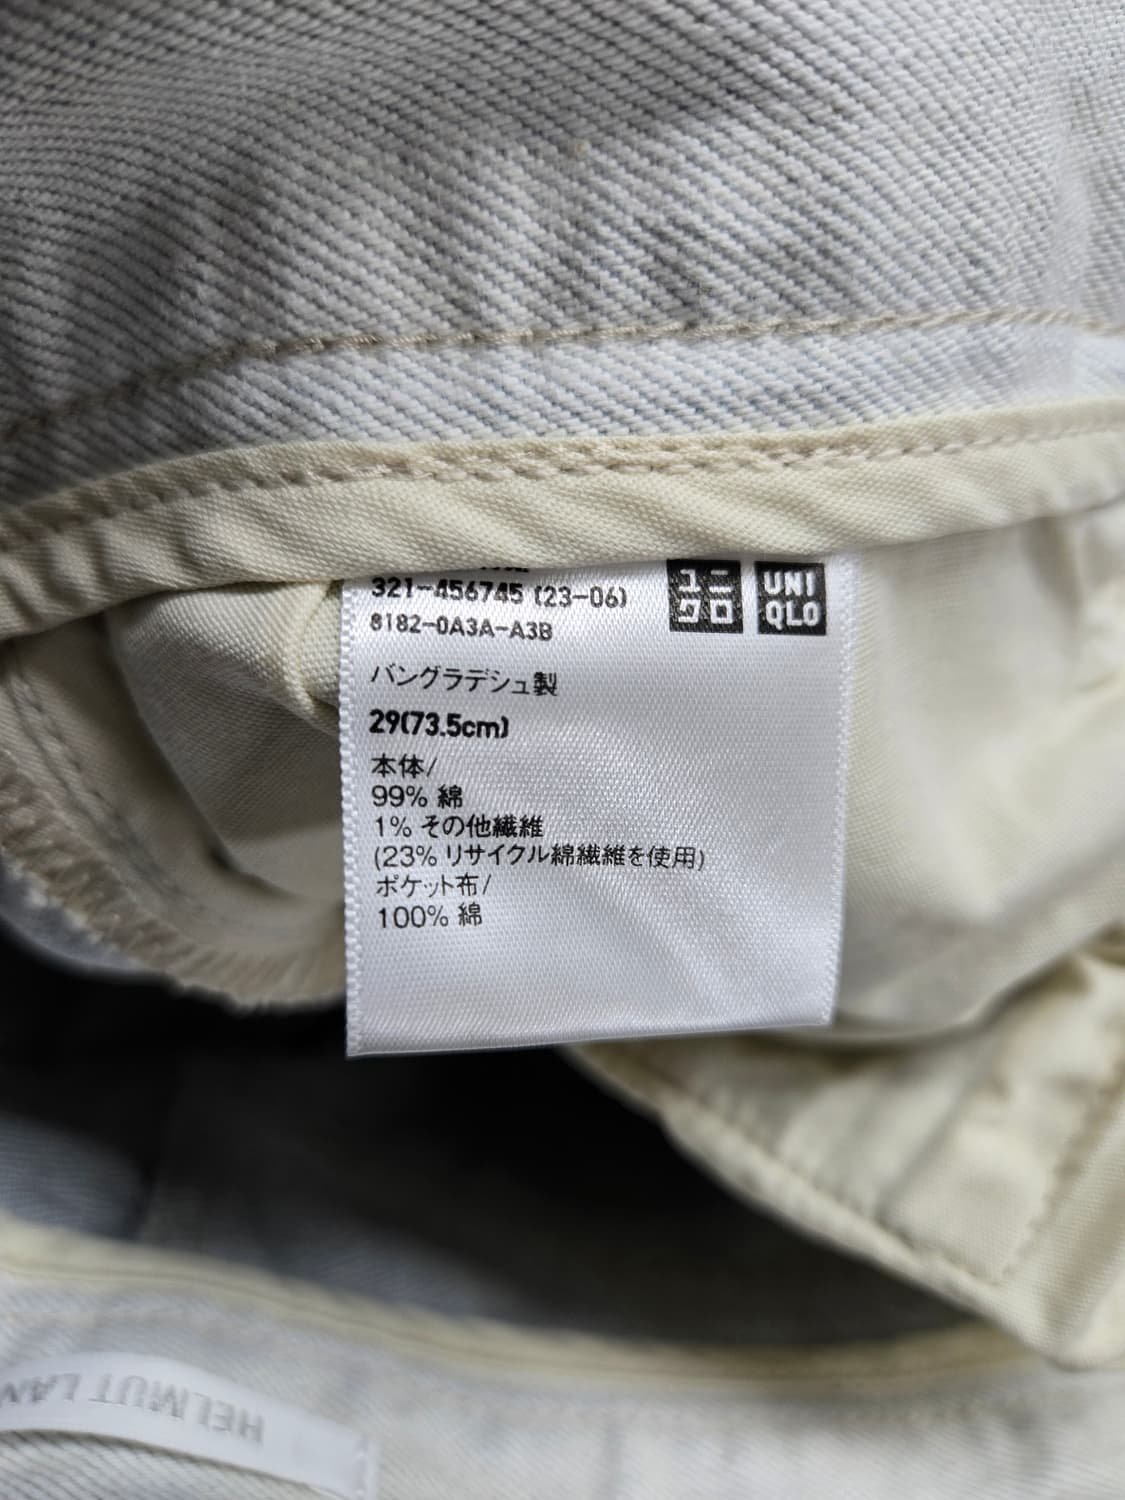 321-456745 (23-06)
8182-0A3A-A3B
ユニ
クロ
UNI
QLO
バングラデシュ製
29(73.5cm)
本体/
99% 綿
1% その他繊維
(23% リサイクル綿繊維を使用)
ポケット布/
100% 綿
HELMUT